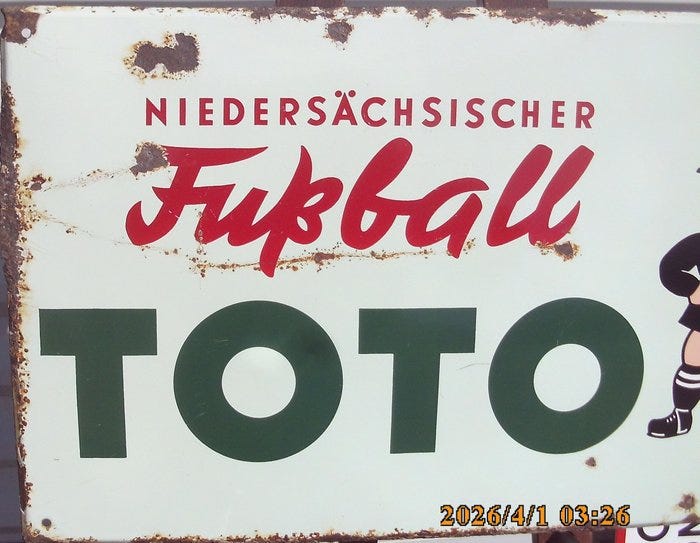 NIEDERSÄCHSISCHER
Fußball
TOTO
2026/4/1 03:26